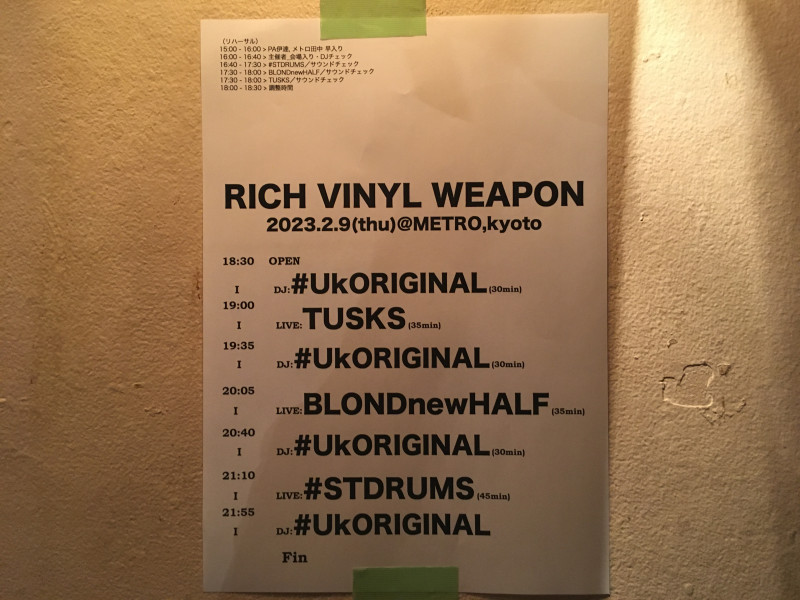 (リハーサル)
15:00 - 16:00 > PA伊達, メトロ田中 早入り
16:00 - 16:40 > 主催者_会場入り・DJチェック
16:40 - 17:30 > #STDRUMS／サウンドチェック
17:30 - 18:00 > BLONDnewHALF／サウンドチェック
17:30 - 18:00 > TUSKS／サウンドチェック
18:00 - 18:30 > 調整時間
RICH VINYL WEAPON
2023.2.9(thu)@METRO,kyoto
18:30 OPEN
I DJ:#UkORIGINAL(30min)
19:00
I LIVE:TUSKS(35min)
19:35
I DJ:#UkORIGINAL(30min)
20:05
I LIVE:BLONDnewHALF(35min)
20:40
I DJ:#UkORIGINAL(30min)
21:10
I LIVE:#STDRUMS(45min)
21:55
I DJ:#UkORIGINAL
Fin